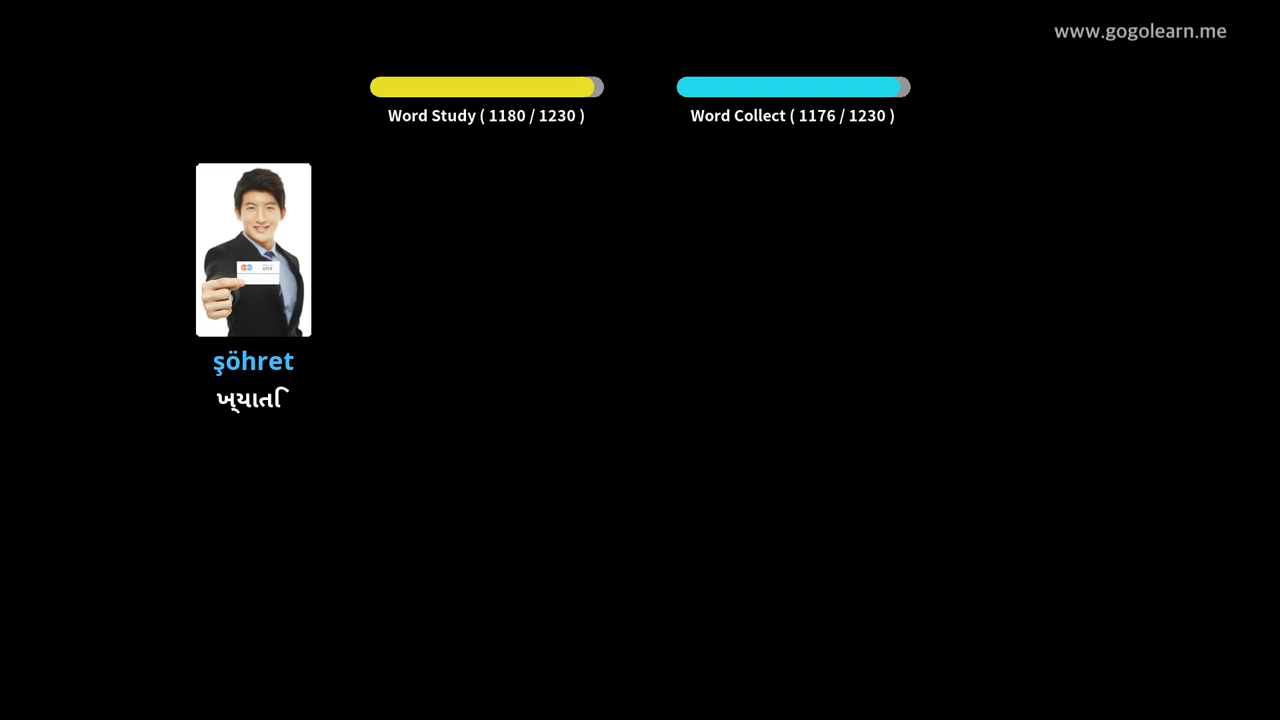 www.gogolearn.me
Word Study ( 1180 / 1230 )
Word Collect ( 1176 / 1230 )
şöhret
ખ્યાતિ